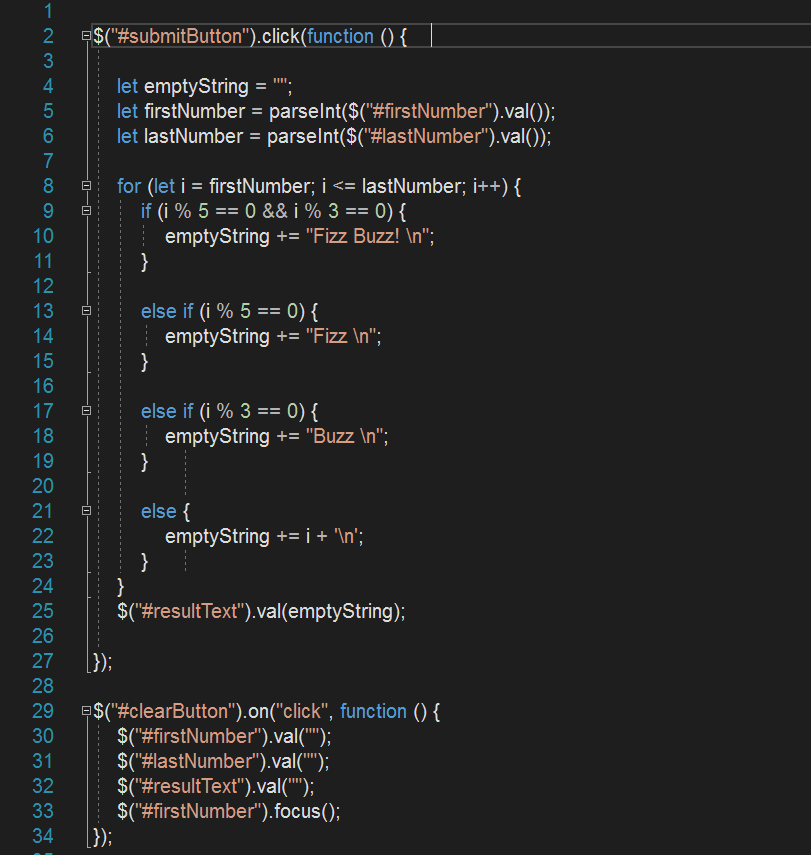 1
2 $("#submitButton").click(function () {
3
4 let emptyString = "";
5 let firstNumber = parseInt($("#firstNumber").val());
6 let lastNumber = parseInt($("#lastNumber").val());
7
8 for (let i = firstNumber; i <= lastNumber; i++) {
9 if (i % 5 == 0 && i % 3 == 0) {
10 emptyString += "Fizz Buzz! \n";
11 }
12
13 else if (i % 5 == 0) {
14 emptyString += "Fizz \n";
15 }
16
17 else if (i % 3 == 0) {
18 emptyString += "Buzz \n";
19 }
20
21 else {
22 emptyString += i + '\n';
23 }
24 }
25 $("#resultText").val(emptyString);
26
27 });
28
29 $("#clearButton").on("click", function () {
30 $("#firstNumber").val("");
31 $("#lastNumber").val("");
32 $("#resultText").val("");
33 $("#firstNumber").focus();
34 });